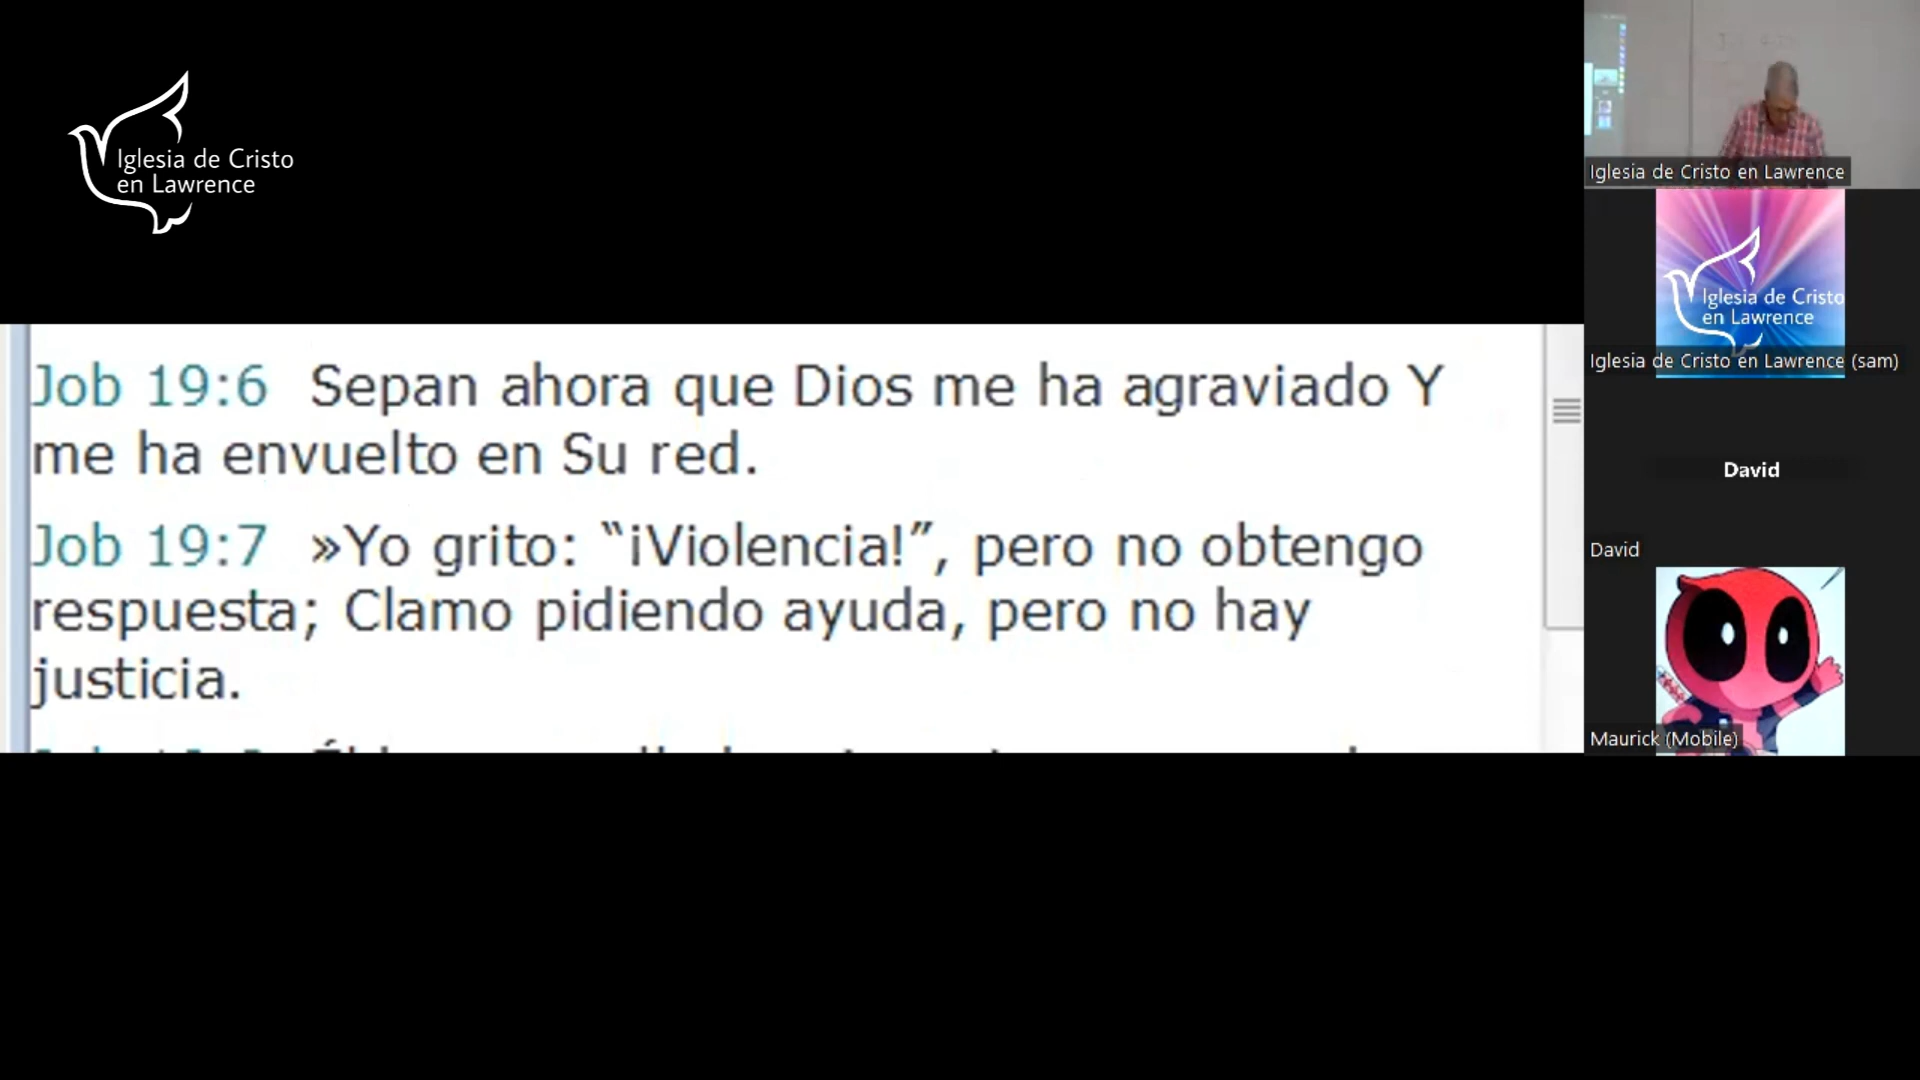 Iglesia de Cristo
en Lawrence
Job 19:6 Sepan ahora que Dios me ha agraviado Y
me ha envuelto en Su red.
Job 19:7 »Yo grito: “¡Violencia!”, pero no obtengo
respuesta; Clamo pidiendo ayuda, pero no hay
justicia.
Iglesia de Cristo en Lawrence
Iglesia de Cristo
en Lawrence
Iglesia de Cristo en Lawrence (sam)
David
David
Maurick (Mobile)